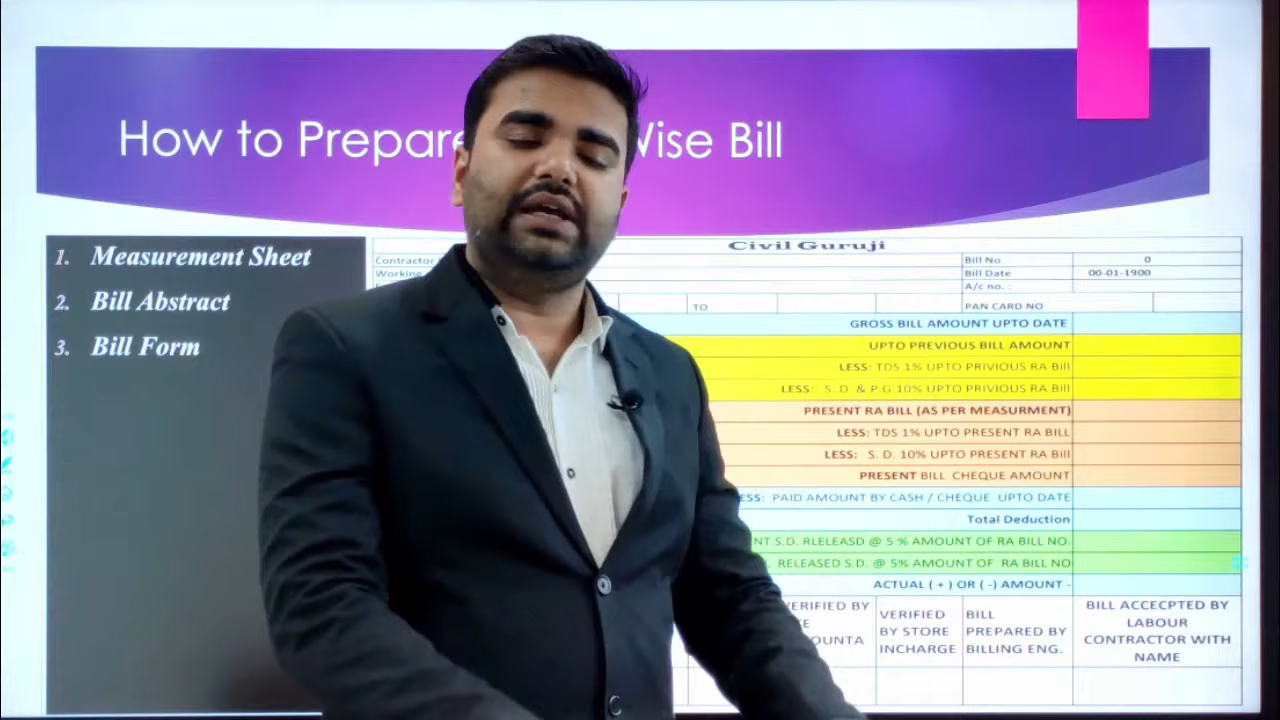 How to Prepare Wise Bill
1. Measurement Sheet
2. Bill Abstract
3. Bill Form
Civil Guruji
Contractor
Bill No 0
Working
Bill Date 00-01-1900
A/c no. :
TO
PAN CARD NO
GROSS BILL AMOUNT UPTO DATE
UPTO PREVIOUS BILL AMOUNT
LESS: TDS 1% UPTO PRIVIOUS RA Bill
LESS: S. D. & P.G.10% UPTO PRIVIOUS RA Bill
PRESENT RA BILL (AS PER MEASURMENT)
LESS: TDS 1% UPTO PRESENT RA BILL
LESS: S. D. 10% UPTO PRESENT RA Bill
PRESENT BILL CHEQUE AMOUNT
ESS: PAID AMOUNT BY CASH / CHEQUE UPTO DATE
Total Deduction
NT S.D. RLELEASD @ 5 % AMOUNT OF RA BILL NO.
RELEASED S.D. @ 5% AMOUNT OF RA BILL NO
ACTUAL ( + ) OR ( -) AMOUNT -
VERIFIED BY
OUNTA
VERIFIED
BY STORE
INCHARGE
BILL
PREPARED BY
BILLING ENG.
BILL ACCECPTED BY
LABOUR
CONTRACTOR WITH
NAME